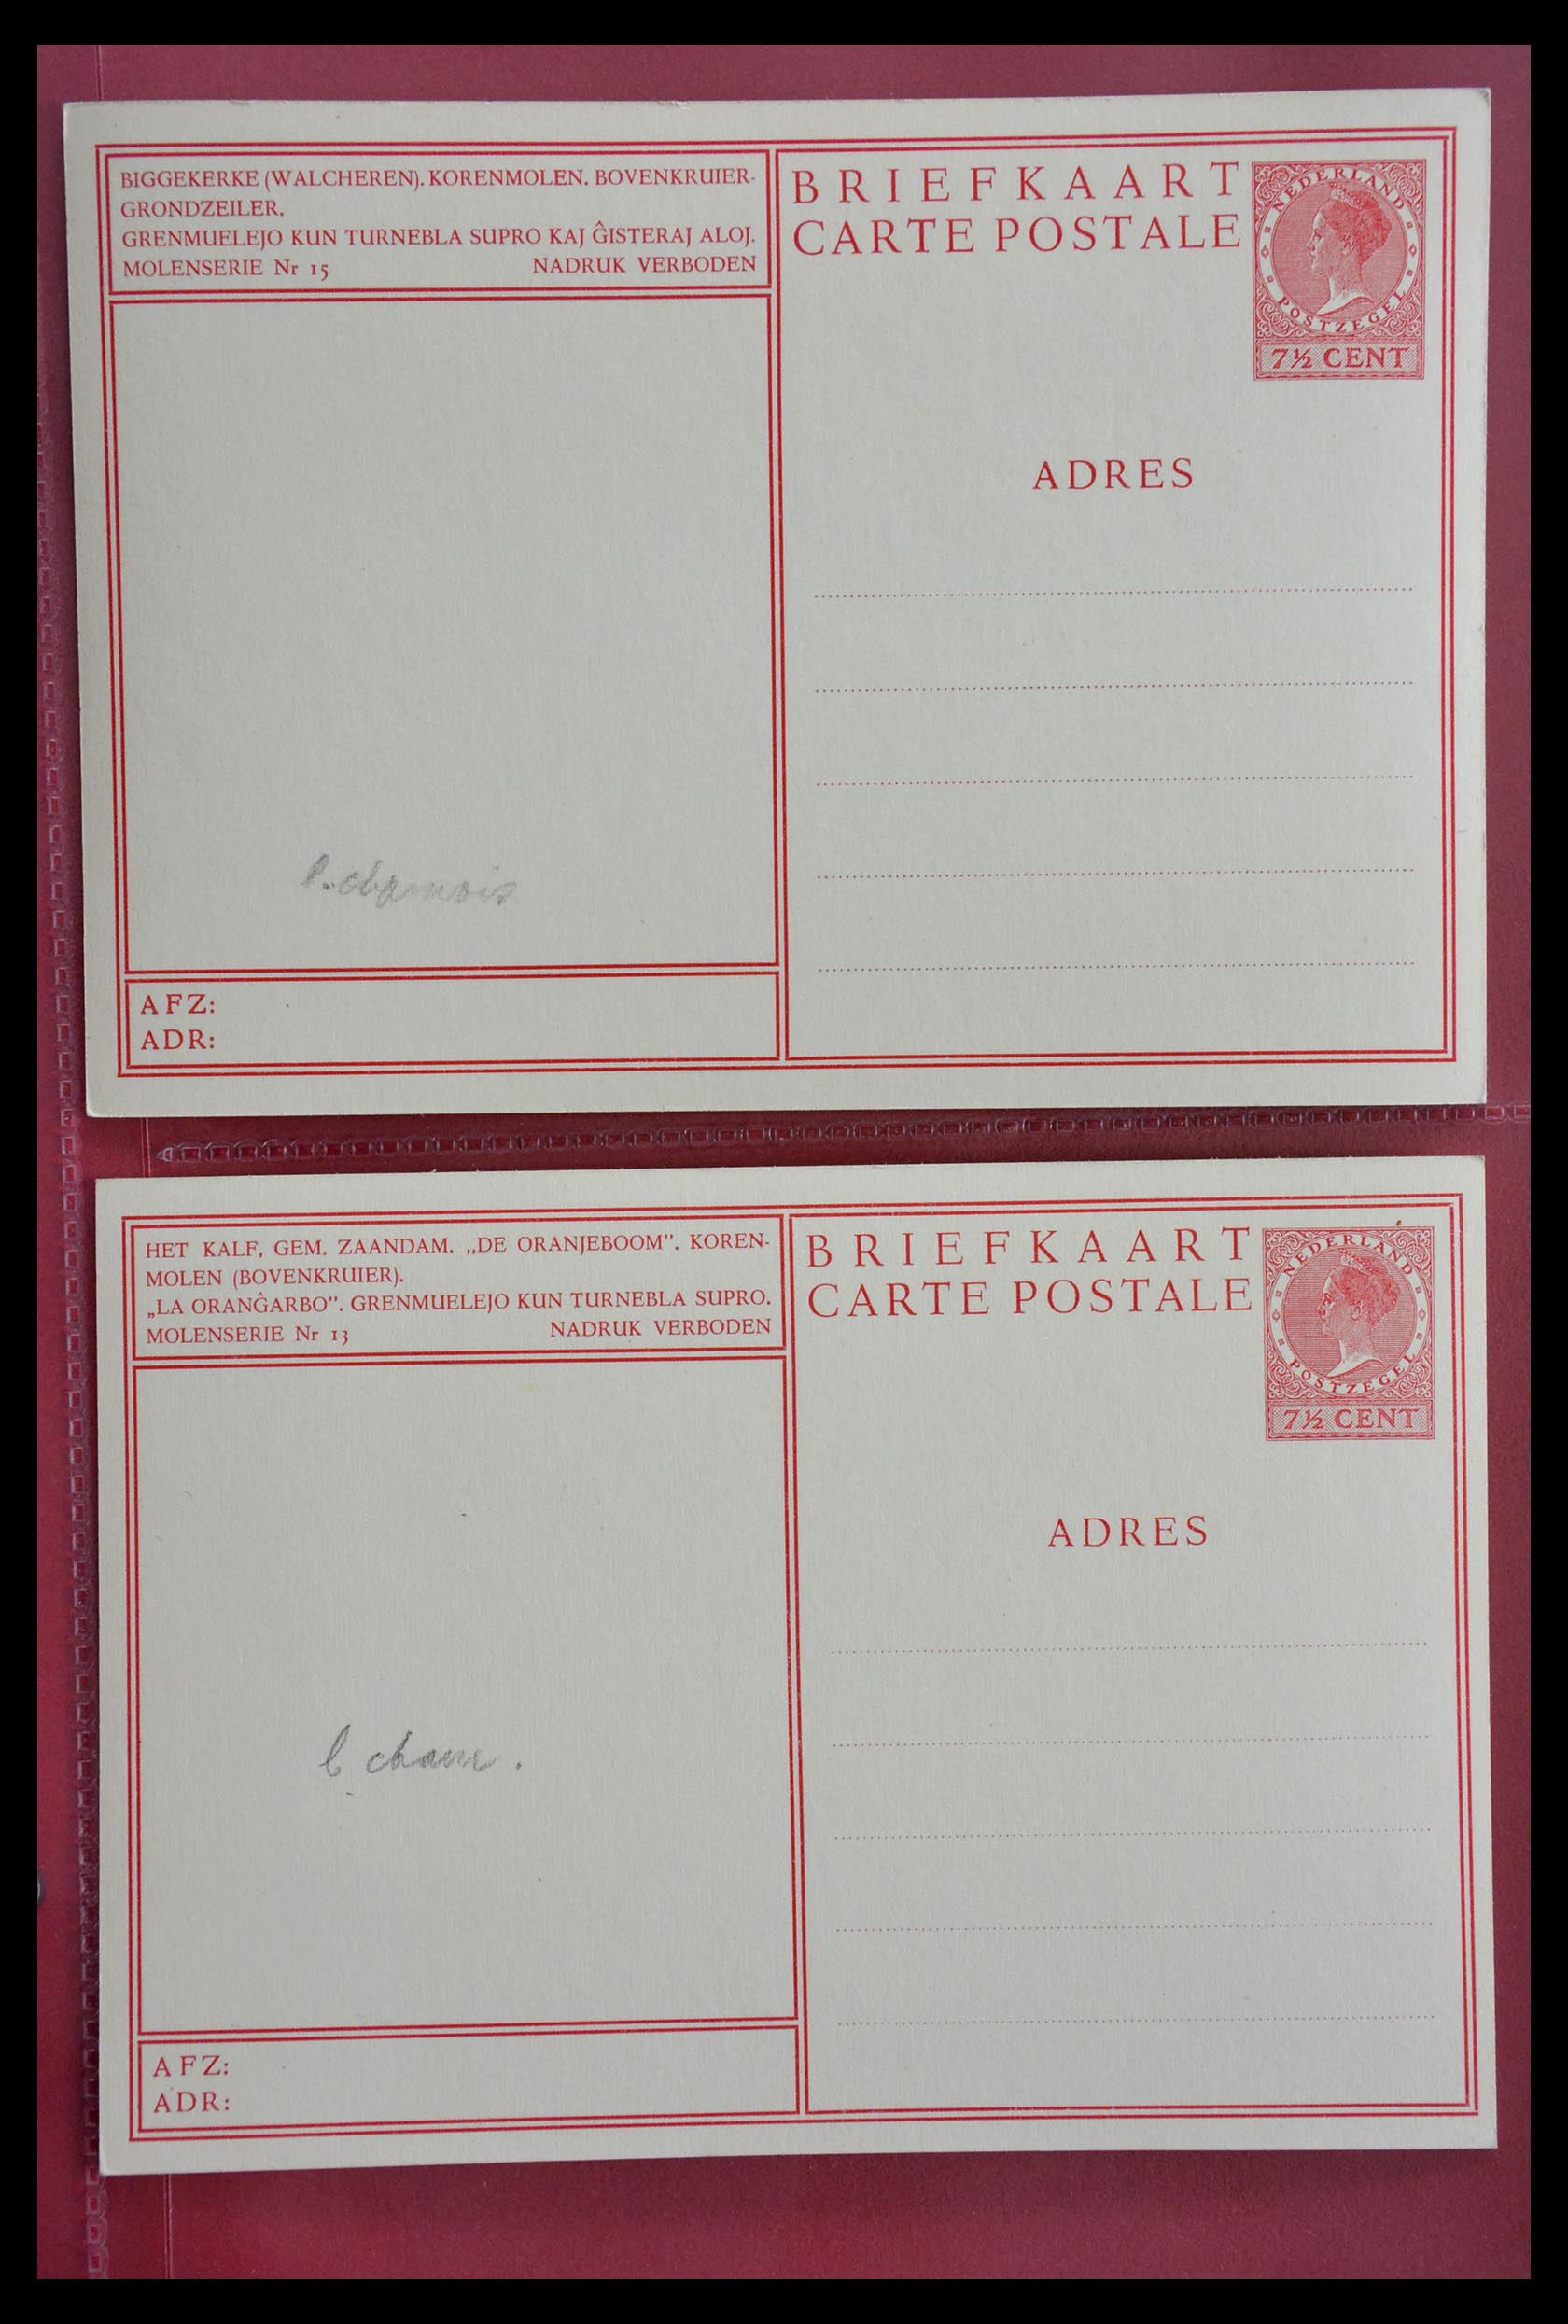 BIGGEKERKE (WALCHEREN). KORENMOLEN. BOVENKRUIER-
GRONDZEILER.
GRENMUELEJO KUN TURNEBLA SUPRO KAJ ĜISTERAJ ALOJ.
MOLENSERIE Nr 15 NADRUK VERBODEN
BRIEFKAART
CARTE POSTALE
NEDERLAND
POSTZEGEL
7½ CENT
ADRES
l. chamois
AFZ:
ADR:
HET KALF, GEM. ZAANDAM. „DE ORANJEBOOM”. KOREN-
MOLEN (BOVENKRUIER).
„LA ORANĜARBO”. GRENMUELEJO KUN TURNEBLA SUPRO.
MOLENSERIE Nr 13 NADRUK VERBODEN
BRIEFKAART
CARTE POSTALE
NEDERLAND
POSTZEGEL
7½ CENT
ADRES
AFZ:
ADR: